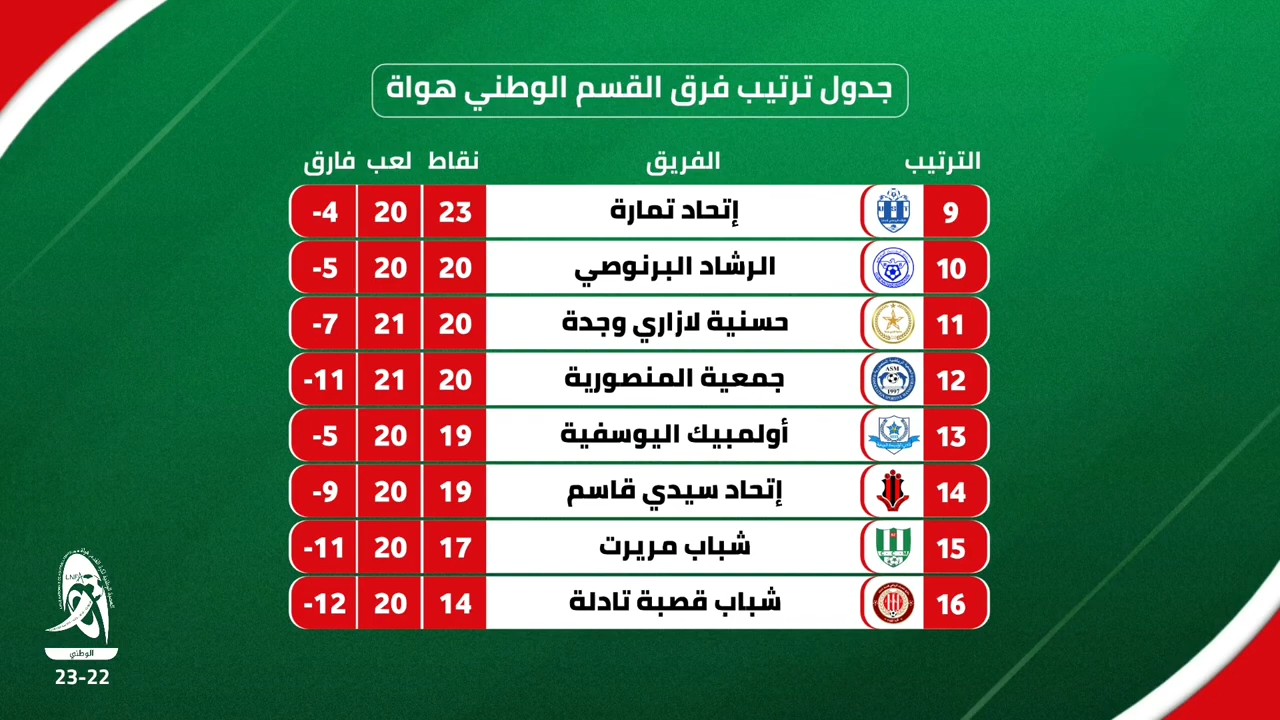 جدول ترتيب فرق القسم الوطني هواة
الترتيب الفريق نقاط لعب فارق
9 إتحاد تمارة 23 20 -4
10 الرشاد البرنوصي 20 20 -5
11 حسنية لازاري وجدة 20 21 -7
12 ASM 1997 جمعية المنصورية 20 21 -11
13 أولمبيك اليوسفية 19 20 -5
14 إتحاد سيدي قاسم 19 20 -9
15 شباب مريرت 17 20 -11
16 شباب قصبة تادلة 14 20 -12
LNFA
الوطني
23-22